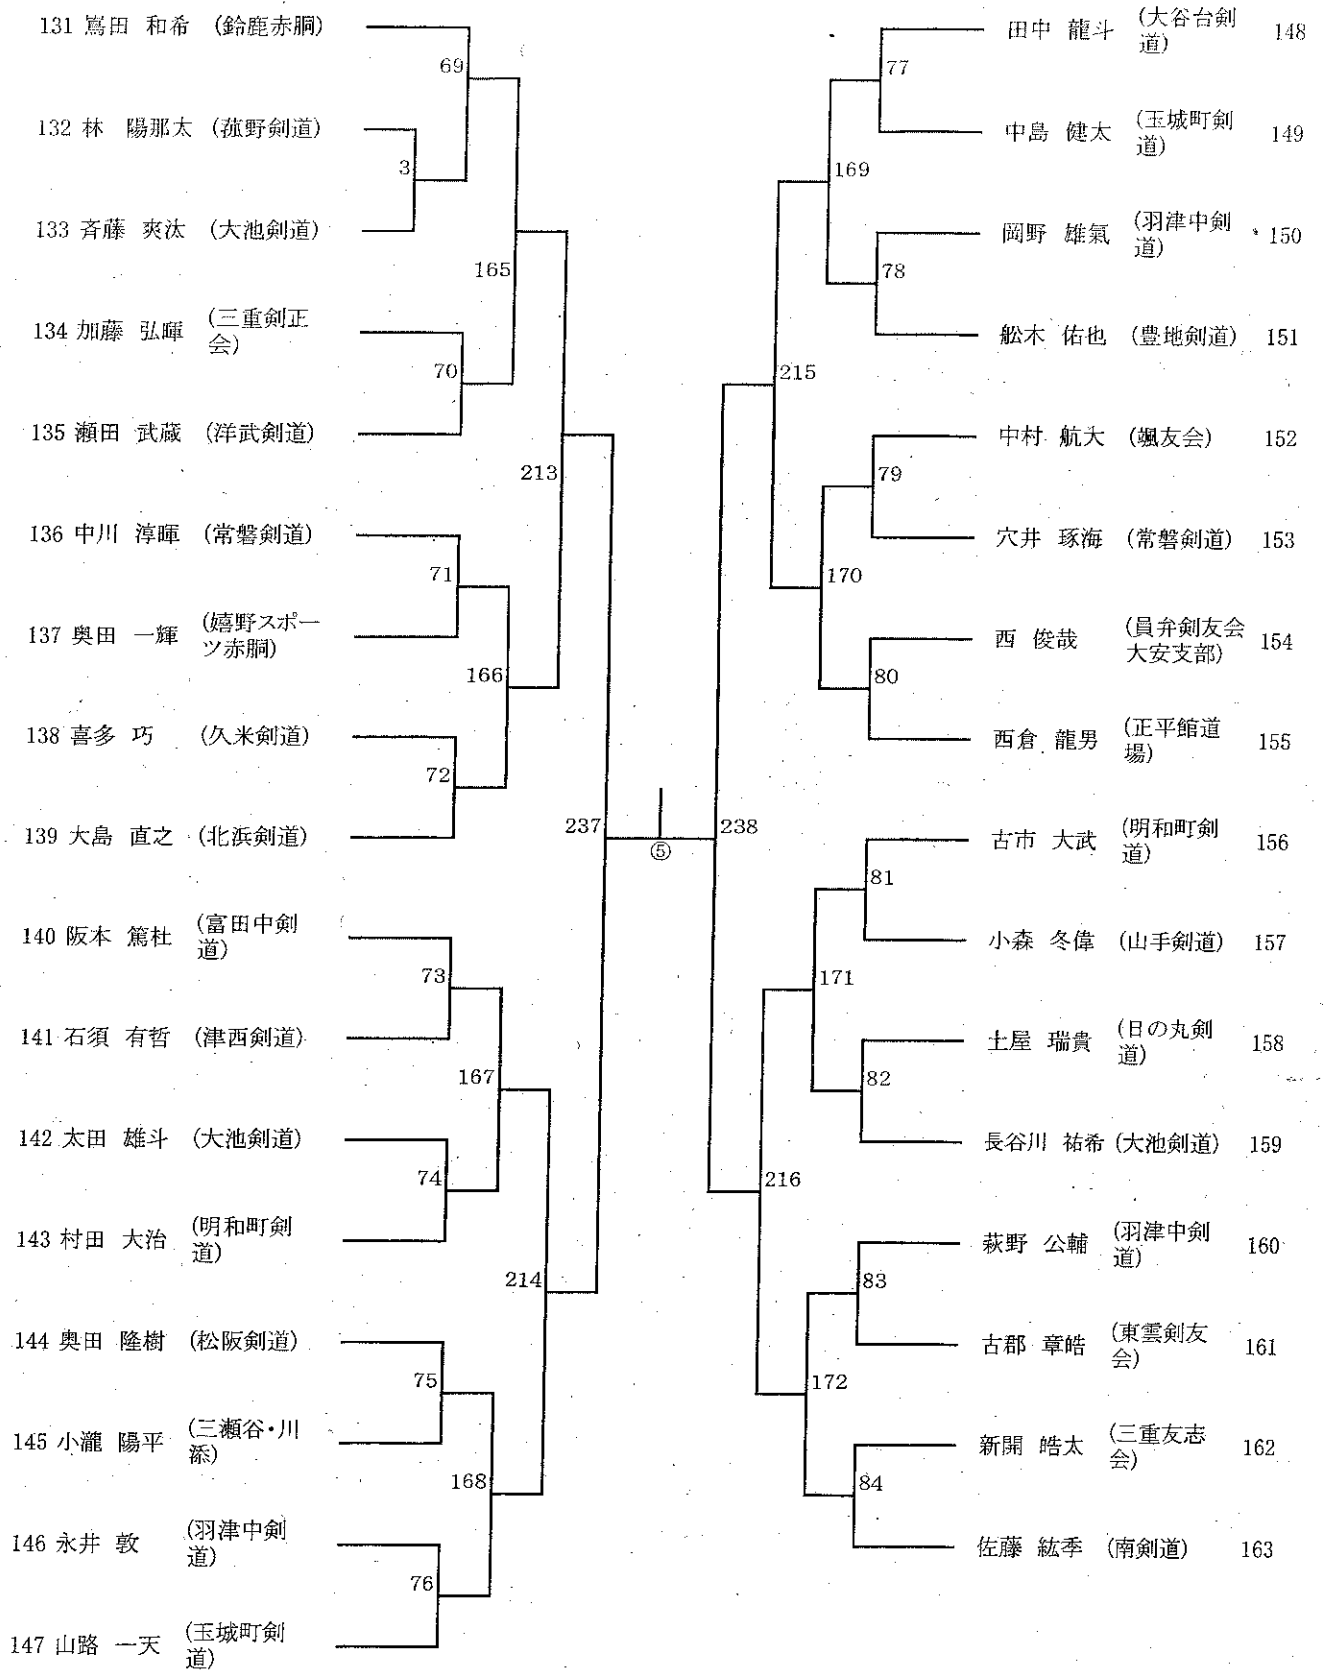 131 嶌田 和希 (鈴鹿赤胴)
69
132 林 陽那太 (菰野剣道)
3
133 斉藤 爽汰 (大池剣道)
165
134 加藤 弘暉 (三重剣正
会)
70
135 瀬田 武蔵 (洋武剣道)
213
136 中川 淳暉 (常磐剣道)
71
137 奥田 一輝 (嬉野スポー
ツ赤胴)
166
138 喜多 巧 (久米剣道)
72
139 大島 直之 (北浜剣道)
237
140 阪本 篤杜 (富田中剣
道)
73
141 石須 有哲 (津西剣道)
167
142 太田 雄斗 (大池剣道)
74
143 村田 大治 (明和町剣
道)
214
144 奥田 隆樹 (松阪剣道)
75
145 小瀧 陽平 (三瀬谷・川
添)
168
146 永井 敦 (羽津中剣
道)
76
147 山路 一天 (玉城町剣
道)
⑤
田中 龍斗 (大谷台剣
道) 148
77
中島 健太 (玉城町剣
道) 149
169
岡野 雄氣 (羽津中剣
道) 150
78
舩木 佑也 (豊地剣道) 151
215
中村 航大 (颯友会) 152
79
穴井 琢海 (常磐剣道) 153
170
西 俊哉 (員弁剣友会
大安支部) 154
80
西倉 龍男 (正平館道
場) 155
238
古市 大武 (明和町剣
道) 156
81
小森 冬偉 (山手剣道) 157
171
土屋 瑞貴 (日の丸剣
道) 158
82
長谷川 祐希 (大池剣道) 159
216
萩野 公輔 (羽津中剣
道) 160
83
古郡 章皓 (東雲剣友
会) 161
172
新開 皓太 (三重友志
会) 162
84
佐藤 紘季 (南剣道) 163